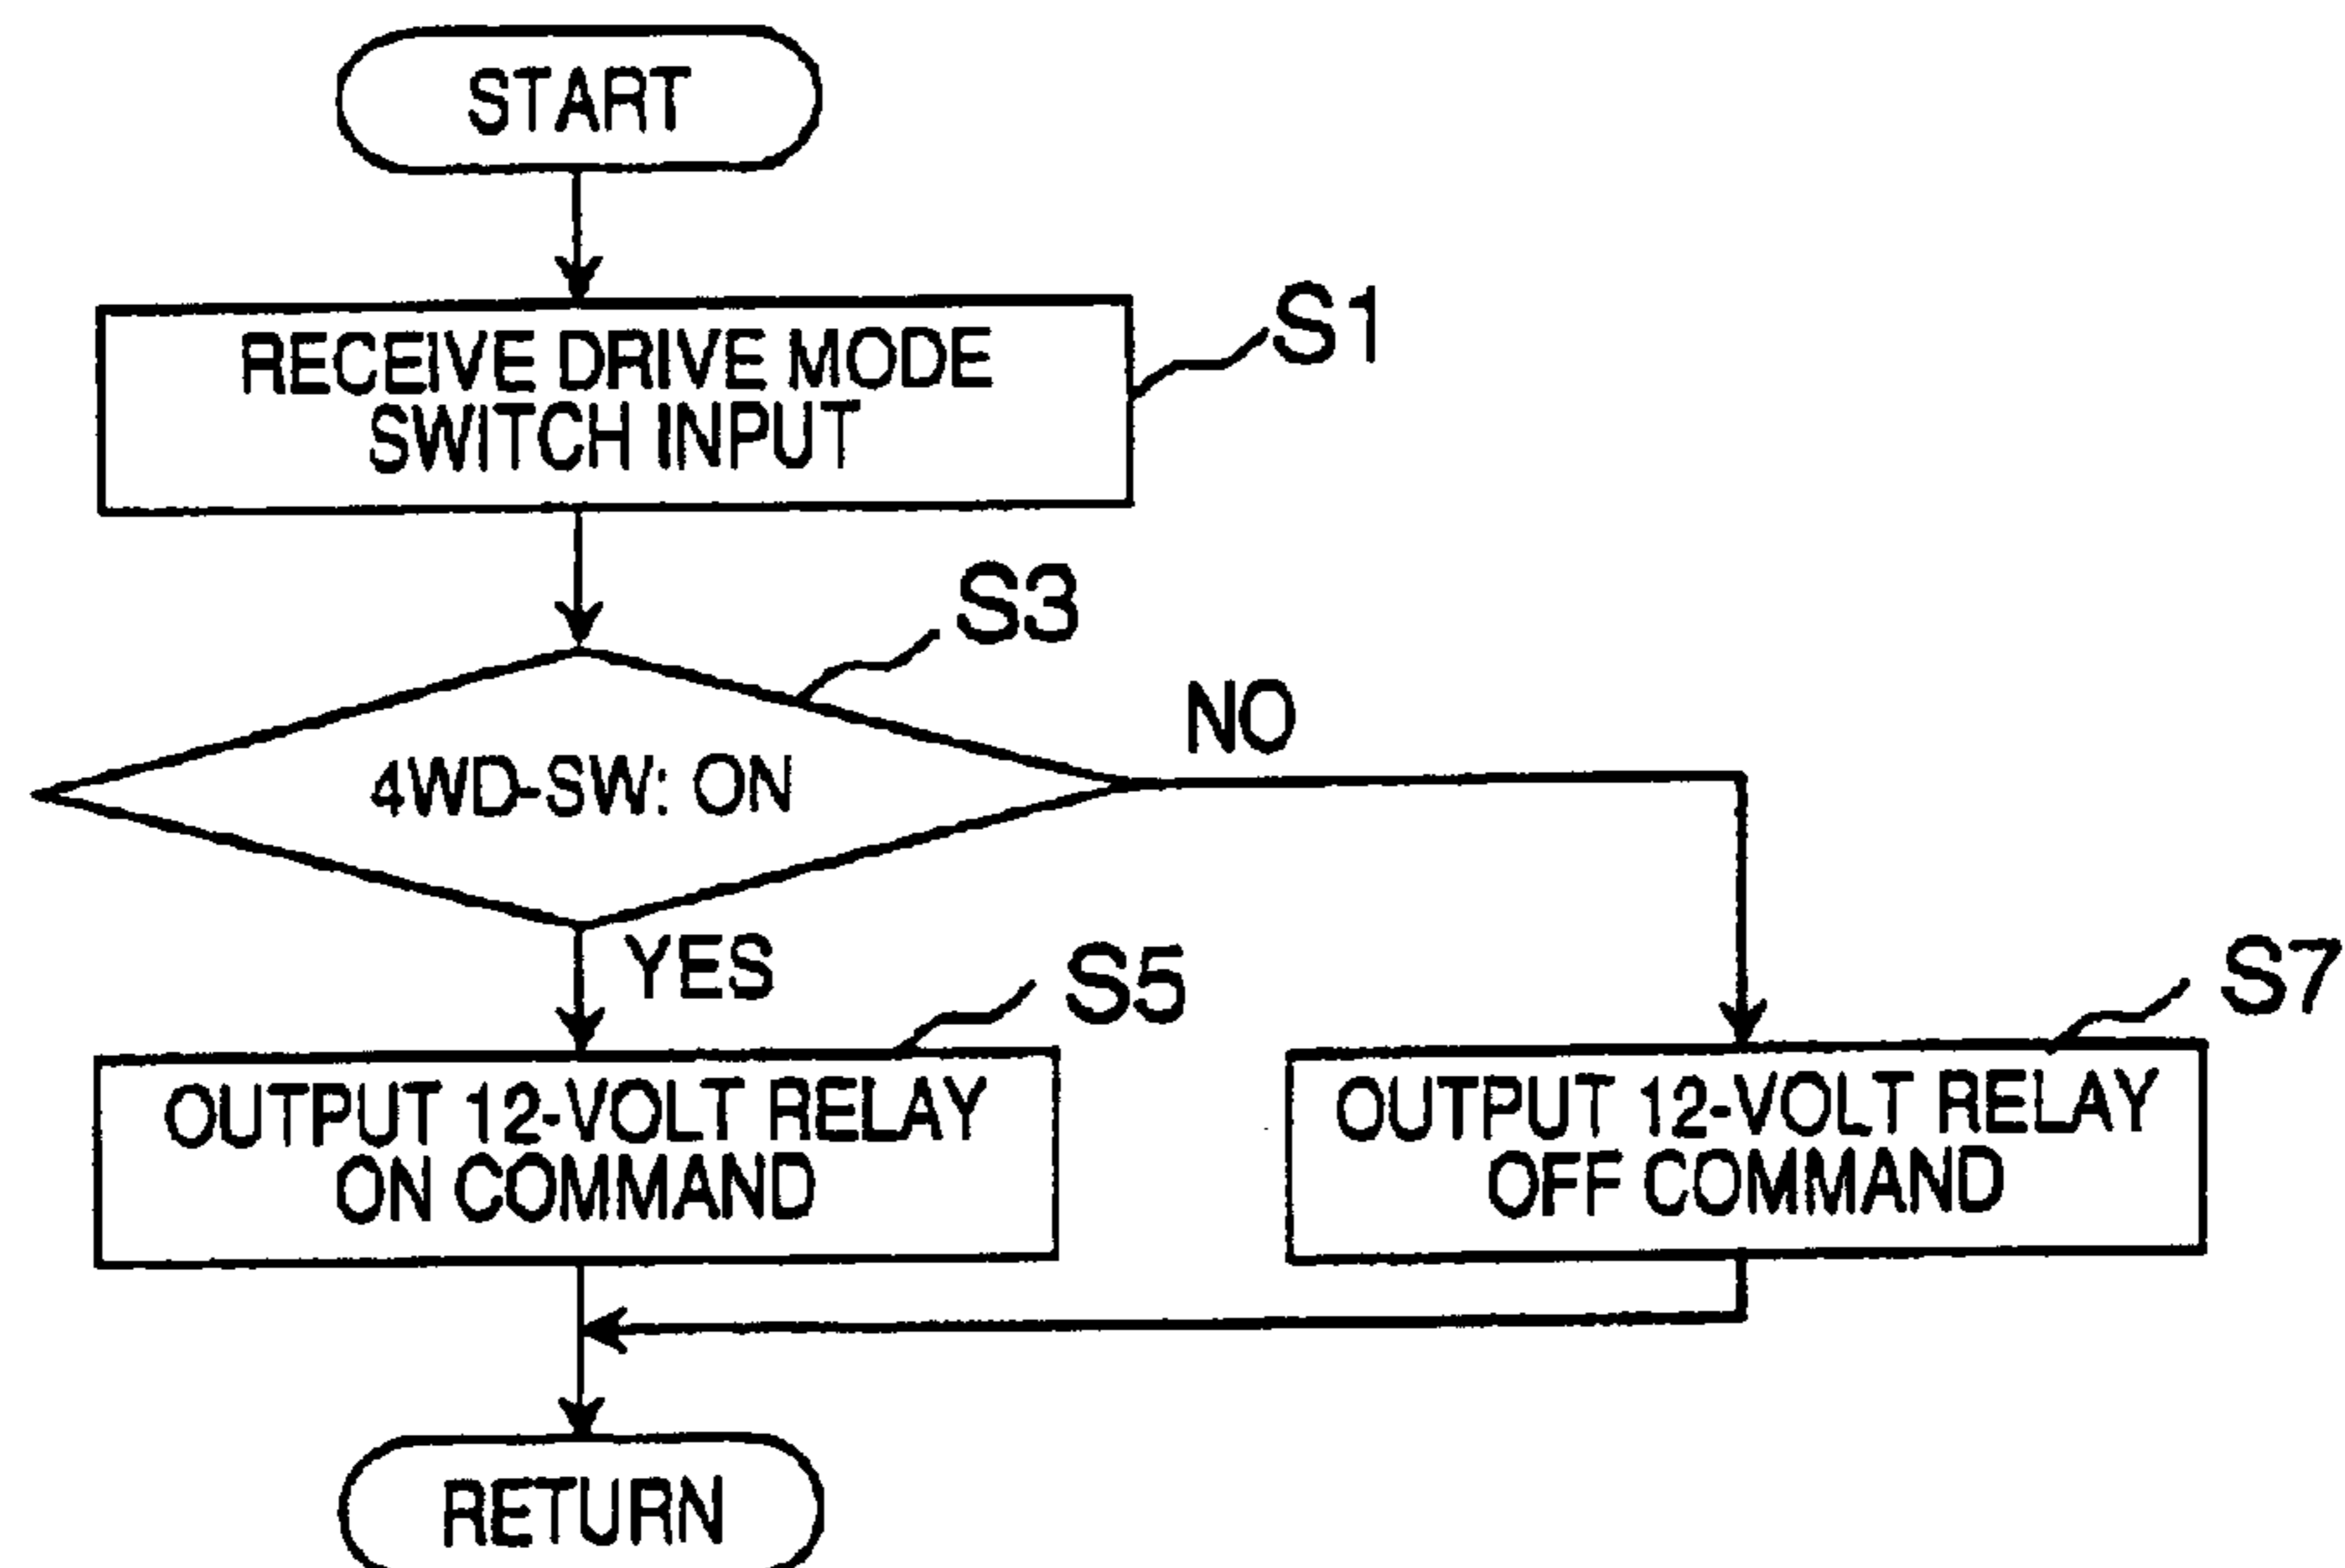 START
RECEIVE DRIVE MODE
SWITCH INPUT
S1
S3
4WD-SW: ON
NO
YES
S5
OUTPUT 12-VOLT RELAY
ON COMMAND
S7
OUTPUT 12-VOLT RELAY
OFF COMMAND
RETURN